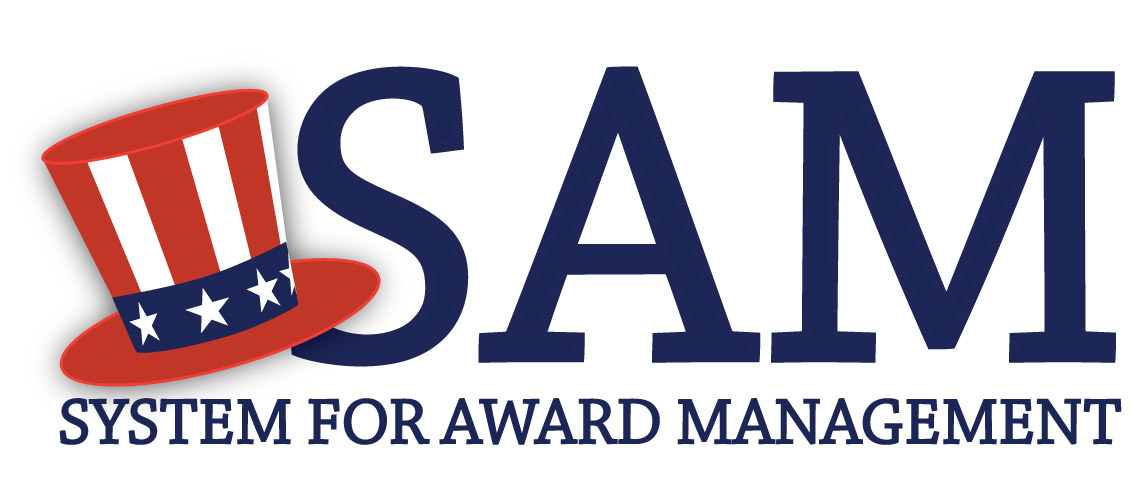 SAM
SYSTEM FOR AWARD MANAGEMENT